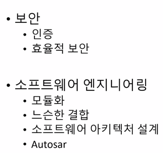 • 보안
• 인증
• 효율적 보안
• 소프트웨어 엔지니어링
• 모듈화
• 느슨한 결합
• 소프트웨어 아키텍처 설계
• Autosar